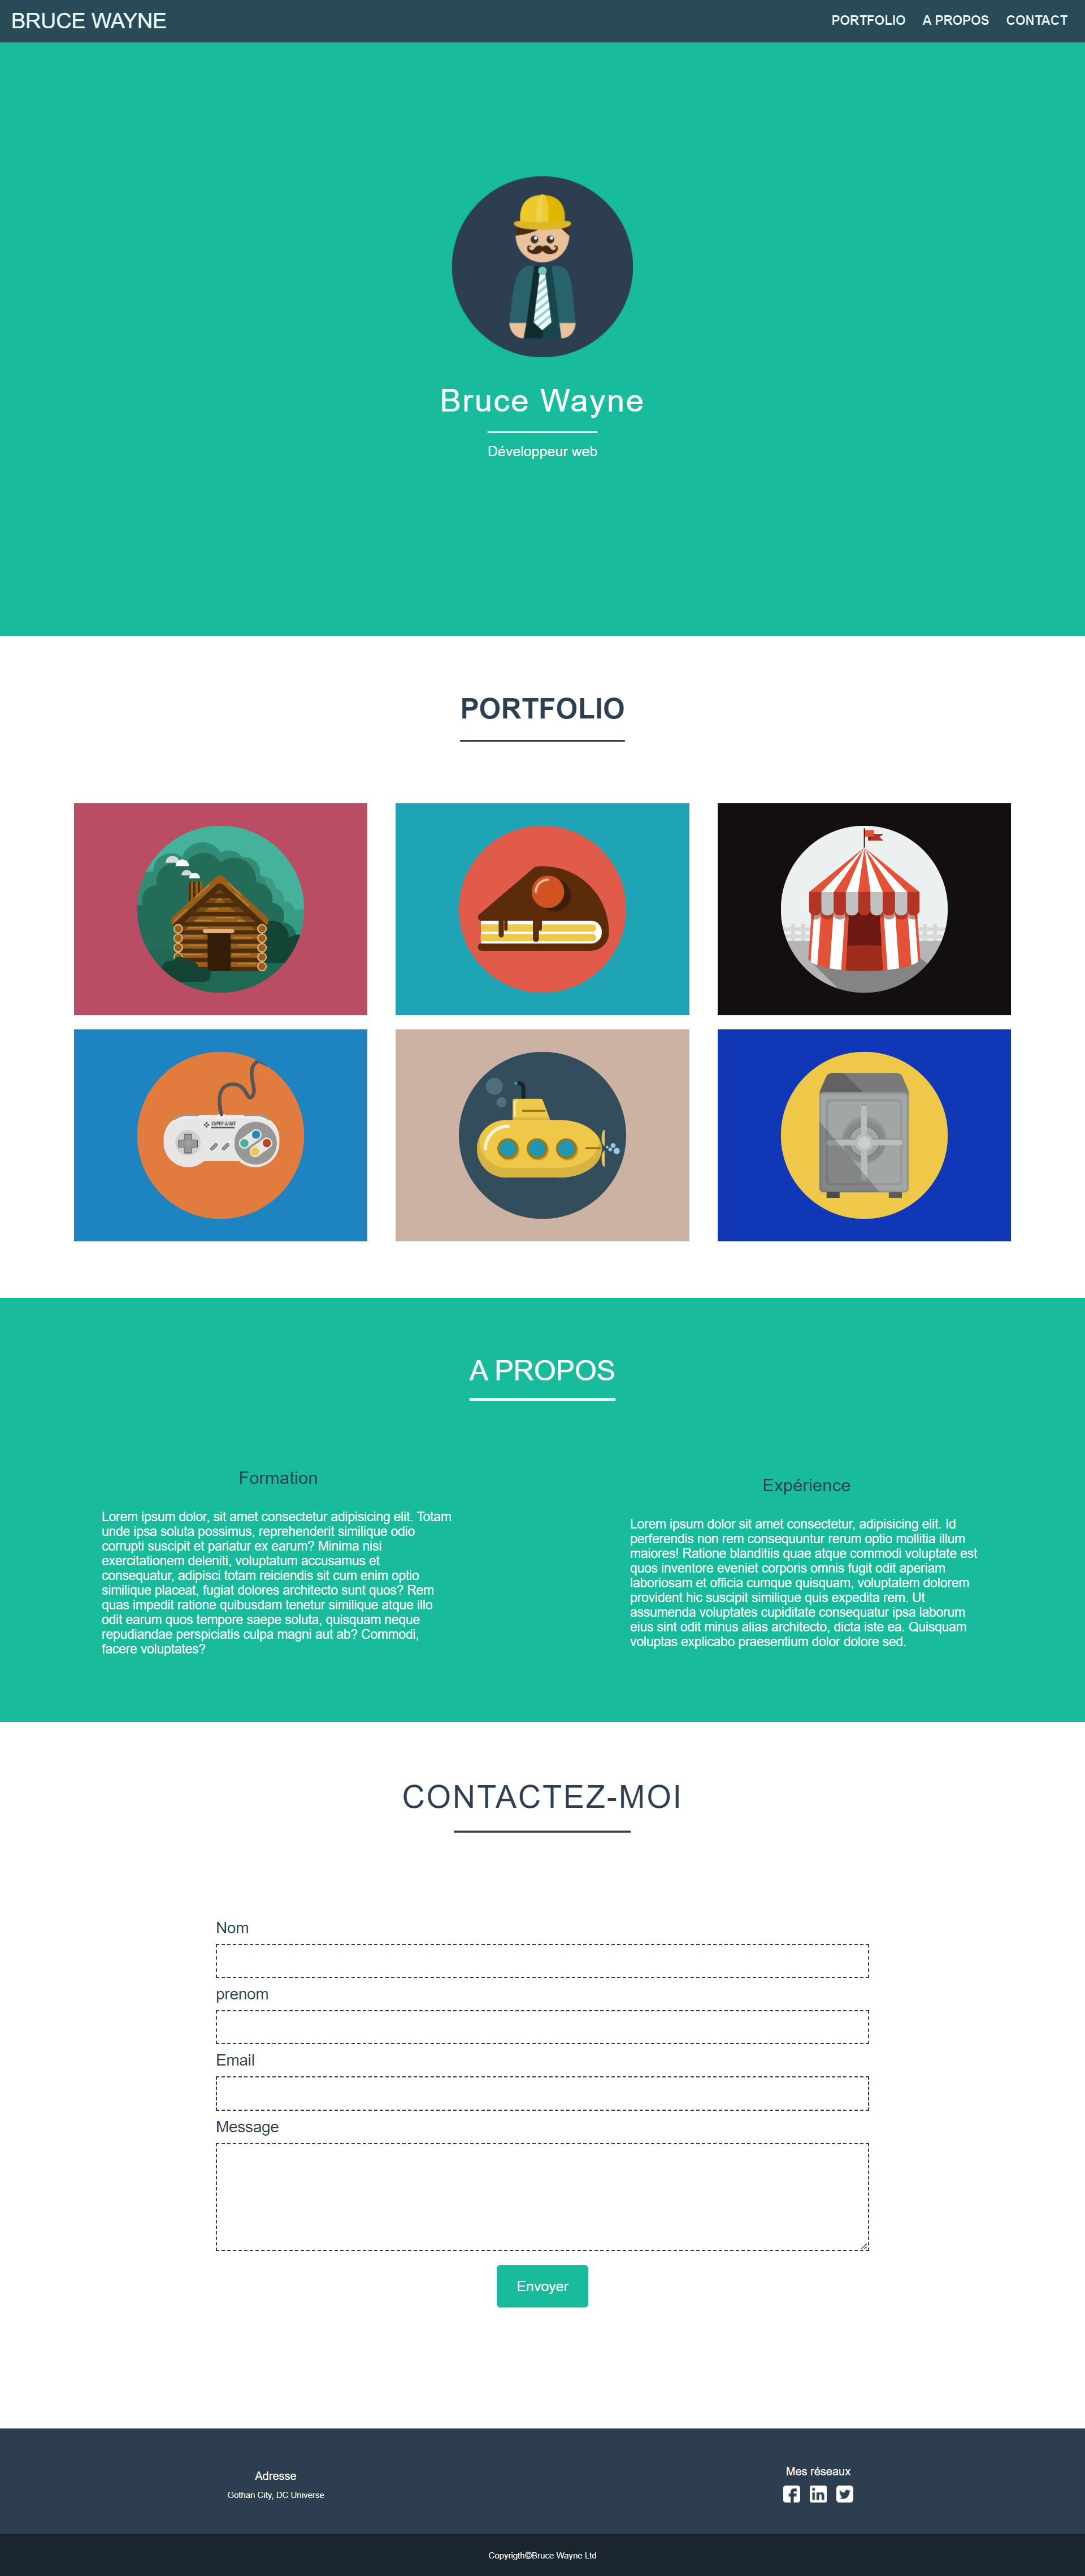 BRUCE WAYNE
PORTFOLIO A PROPOS CONTACT
Bruce Wayne
Développeur web
PORTFOLIO
SUPER GAME
A PROPOS
Formation
Lorem ipsum dolor, sit amet consectetur adipisicing elit. Totam
unde ipsa soluta possimus, reprehenderit similique odio
corrupti suscipit et pariatur ex earum? Minima nisi
exercitationem deleniti, voluptatum accusamus et
consequatur, adipisci totam reiciendis sit cum enim optio
similique placeat, fugiat dolores architecto sunt quos? Rem
quas impedit ratione quibusdam tenetur similique atque illo
odit earum quos tempore saepe soluta, quisquam neque
repudiandae perspiciatis culpa magni aut ab? Commodi,
facere voluptates?
Expérience
Lorem ipsum dolor sit amet consectetur, adipisicing elit. Id
perferendis non rem consequuntur rerum optio mollitia illum
maiores! Ratione blanditiis quae atque commodi voluptate est
quos inventore eveniet corporis omnis fugit odit aperiam
laboriosam et officia cumque quisquam, voluptatem dolorem
provident hic suscipit similique quis expedita rem. Ut
assumenda voluptates cupiditate consequatur ipsa laborum
eius sint odit minus alias architecto, dicta iste ea. Quisquam
voluptas explicabo praesentium dolor dolore sed.
CONTACTEZ-MOI
Nom
prenom
Email
Message
Envoyer
Adresse
Gothan City, DC Universe
Mes réseaux
Copyrigth©Bruce Wayne Ltd